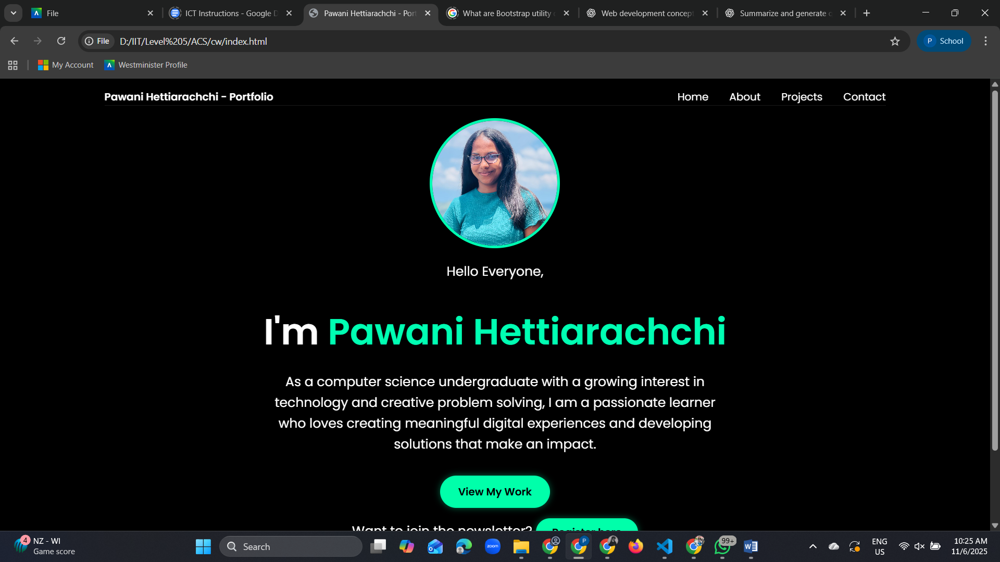 File
ICT Instructions - Google D
Pawani Hettiarachchi - Port
What are Bootstrap utility
Web development concept
Summarize and generate q
File
D:/IIT/Level%205/ACS/cw/index.html
P
School
My Account
Westminister Profile
Pawani Hettiarachchi - Portfolio
Home
About
Projects
Contact
Hello Everyone,
I'm Pawani Hettiarachchi
As a computer science undergraduate with a growing interest in
technology and creative problem solving, I am a passionate learner
who loves creating meaningful digital experiences and developing
solutions that make an impact.
View My Work
Want to join the newsletter?
Register here
4
NZ - WI
Game score
Search
zoom
P
99+
ENG
US
10:25 AM
11/6/2025